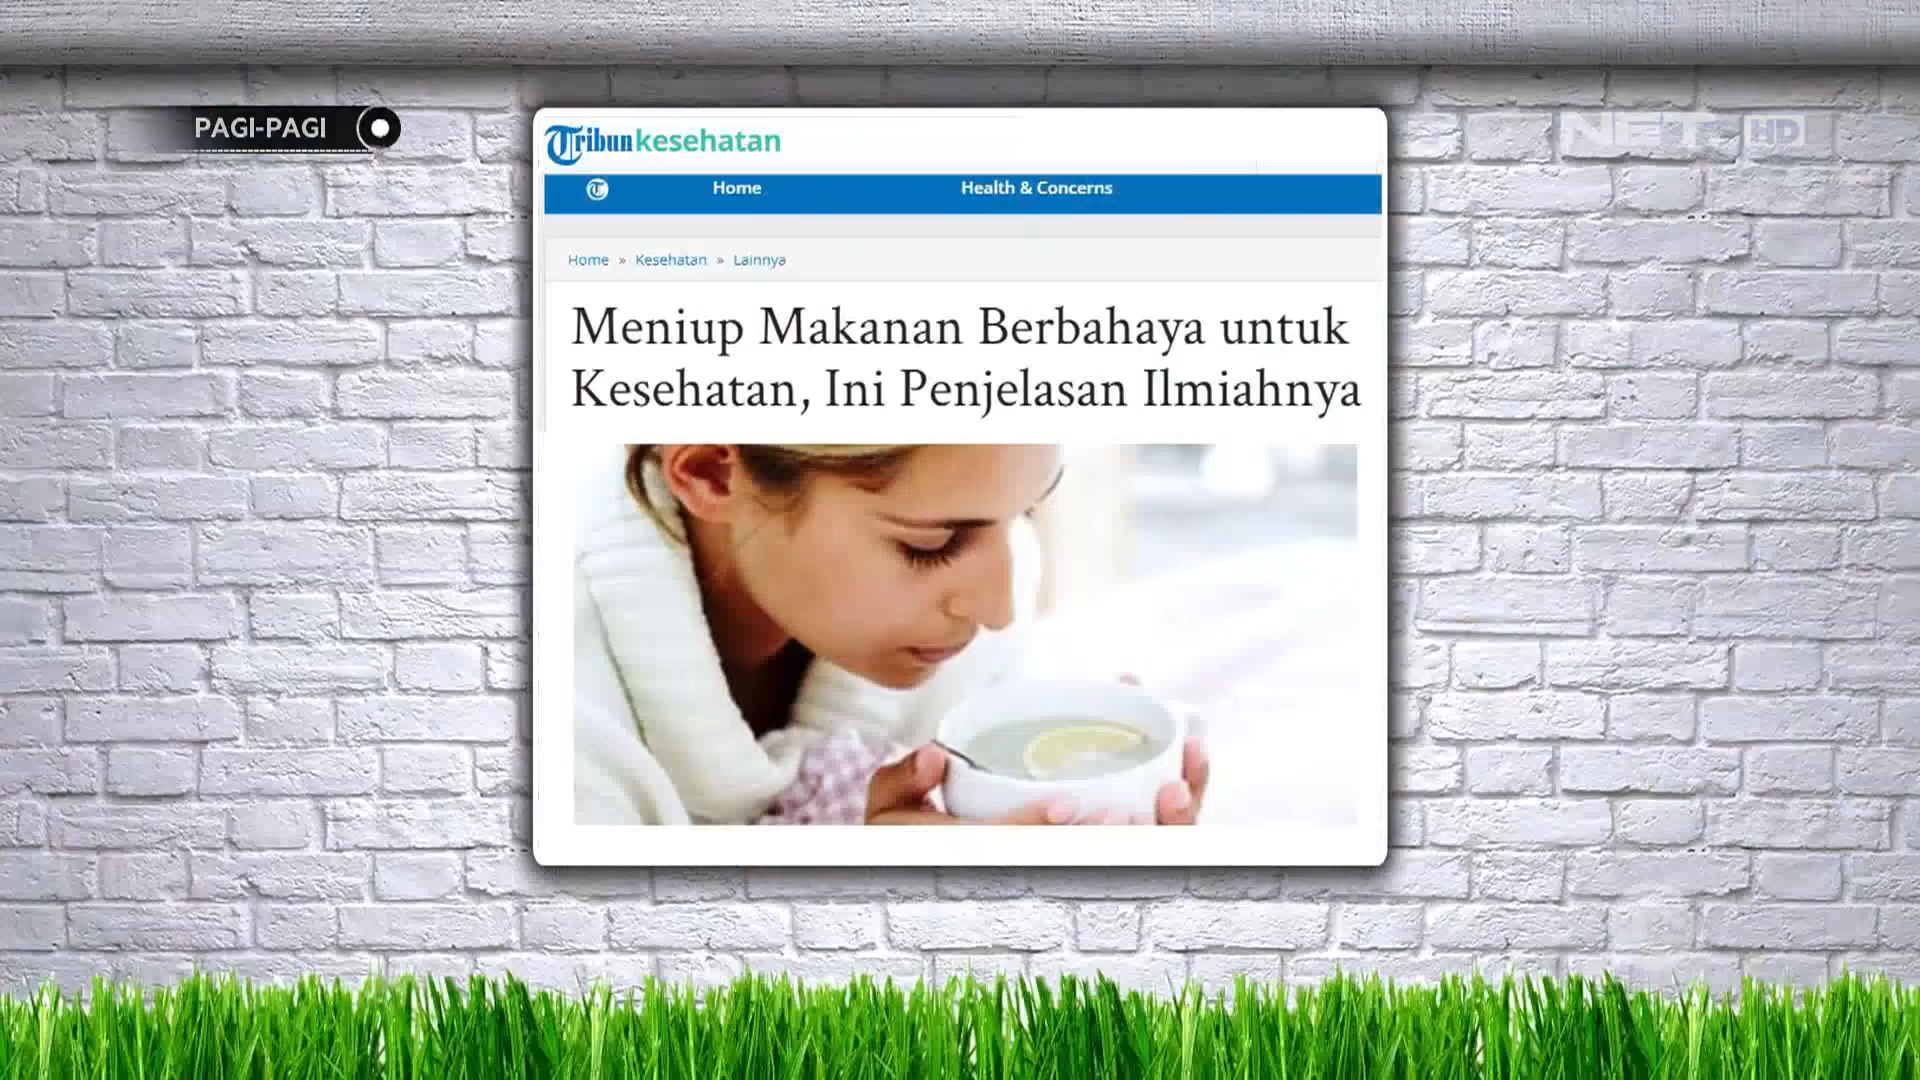 PAGI-PAGI
NET. HD
Tribunkesehatan
Home Health & Concerns
Home » Kesehatan » Lainnya
Meniup Makanan Berbahaya untuk
Kesehatan, Ini Penjelasan Ilmiahnya